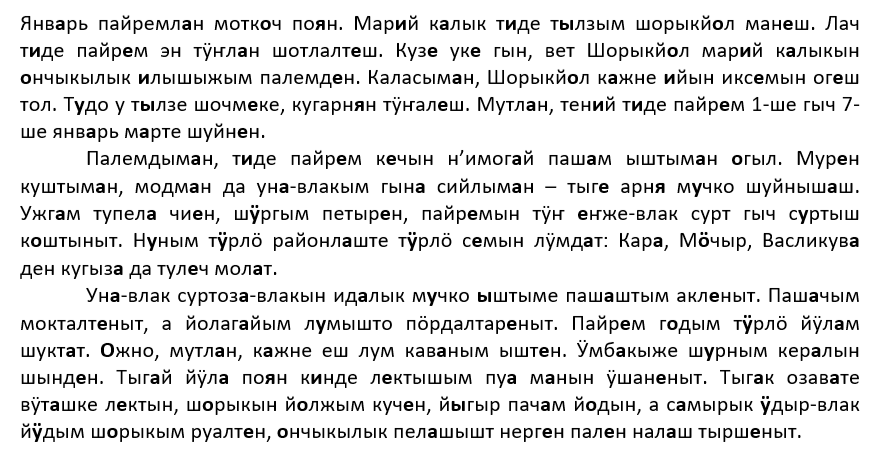 Январь пайремлан моткоч поян. Марий калык тиде тылзым шорыкйол манеш. Лач
тиде пайрем эн тӱҥлан шотлалтеш. Кузе уке гын, вет Шорыкйол марий калыкын
ончыкылык илышыжым палемден. Каласыман, Шорыкйол кажне ийын иксемын огеш
тол. Тудо у тылзе шочмеке, кугарнян тӱҥалеш. Мутлан, тений тиде пайрем 1-ше гыч 7-
ше январь марте шуйнен.
Палемдыман, тиде пайрем кечын н’имогай пашам ыштыман огыл. Мурен
куштыман, модман да уна-влакым гына сийлыман – тыге арня мучко шуйнышаш.
Ужгам тупела чиен, шӱргым петырен, пайремын тӱҥ еҥже-влак сурт гыч суртыш
коштыныт. Нуным тӱрлӧ районлаште тӱрлӧ семын лӱмдат: Кара, Мӧчыр, Васликува
ден кугыза да тулеч молат.
Уна-влак суртоза-влакын идалык мучко ыштыме пашаштым акленыт. Пашачым
мокталтеныт, а йолагайым лумышто пӧрдалтареныт. Пайрем годым тӱрлӧ йӱлам
шуктат. Ожно, мутлан, кажне еш лум каваным ыштен. Ӱмбакыже шурным кералын
шынден. Тыгай йӱла поян кинде лектышым пуа манын ӱшаненыт. Тыгак озавате
вӱташке лектын, шорыкын йолжым кучен, йыгыр пачам йодын, а самырык ӱдыр-влак
йӱдым шорыкым руалтен, ончыкылык пелашышт нерген пален налаш тыршеныт.